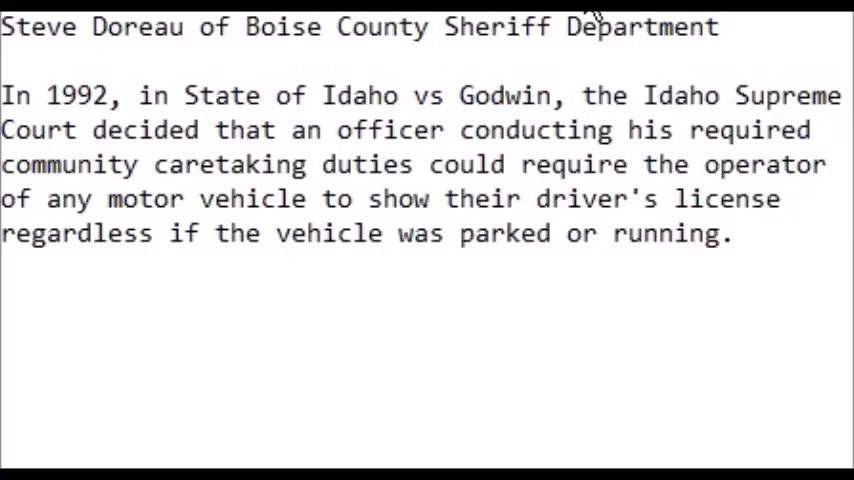 Steve Doreau of Boise County Sheriff Department
In 1992, in State of Idaho vs Godwin, the Idaho Supreme
Court decided that an officer conducting his required
community caretaking duties could require the operator
of any motor vehicle to show their driver's license
regardless if the vehicle was parked or running.